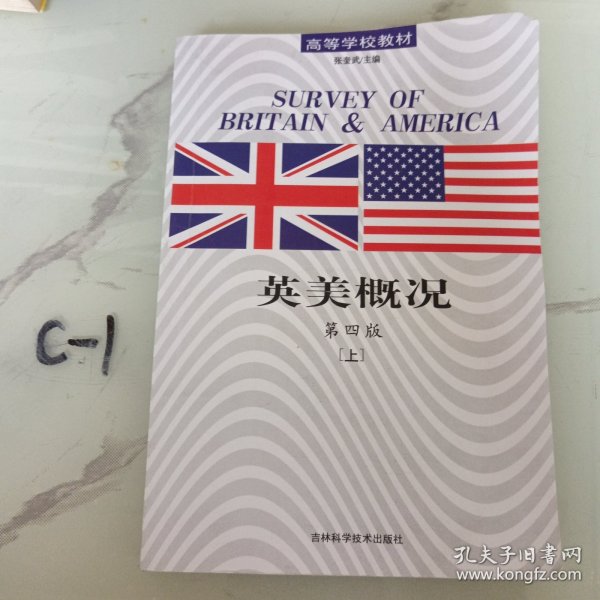 高等学校教材
张奎武/主编
SURVEY OF
BRITAIN & AMERICA
英美概况
第四版
[上]
C-1
吉林科学技术出版社
孔夫子旧书网
www.kongfz.com